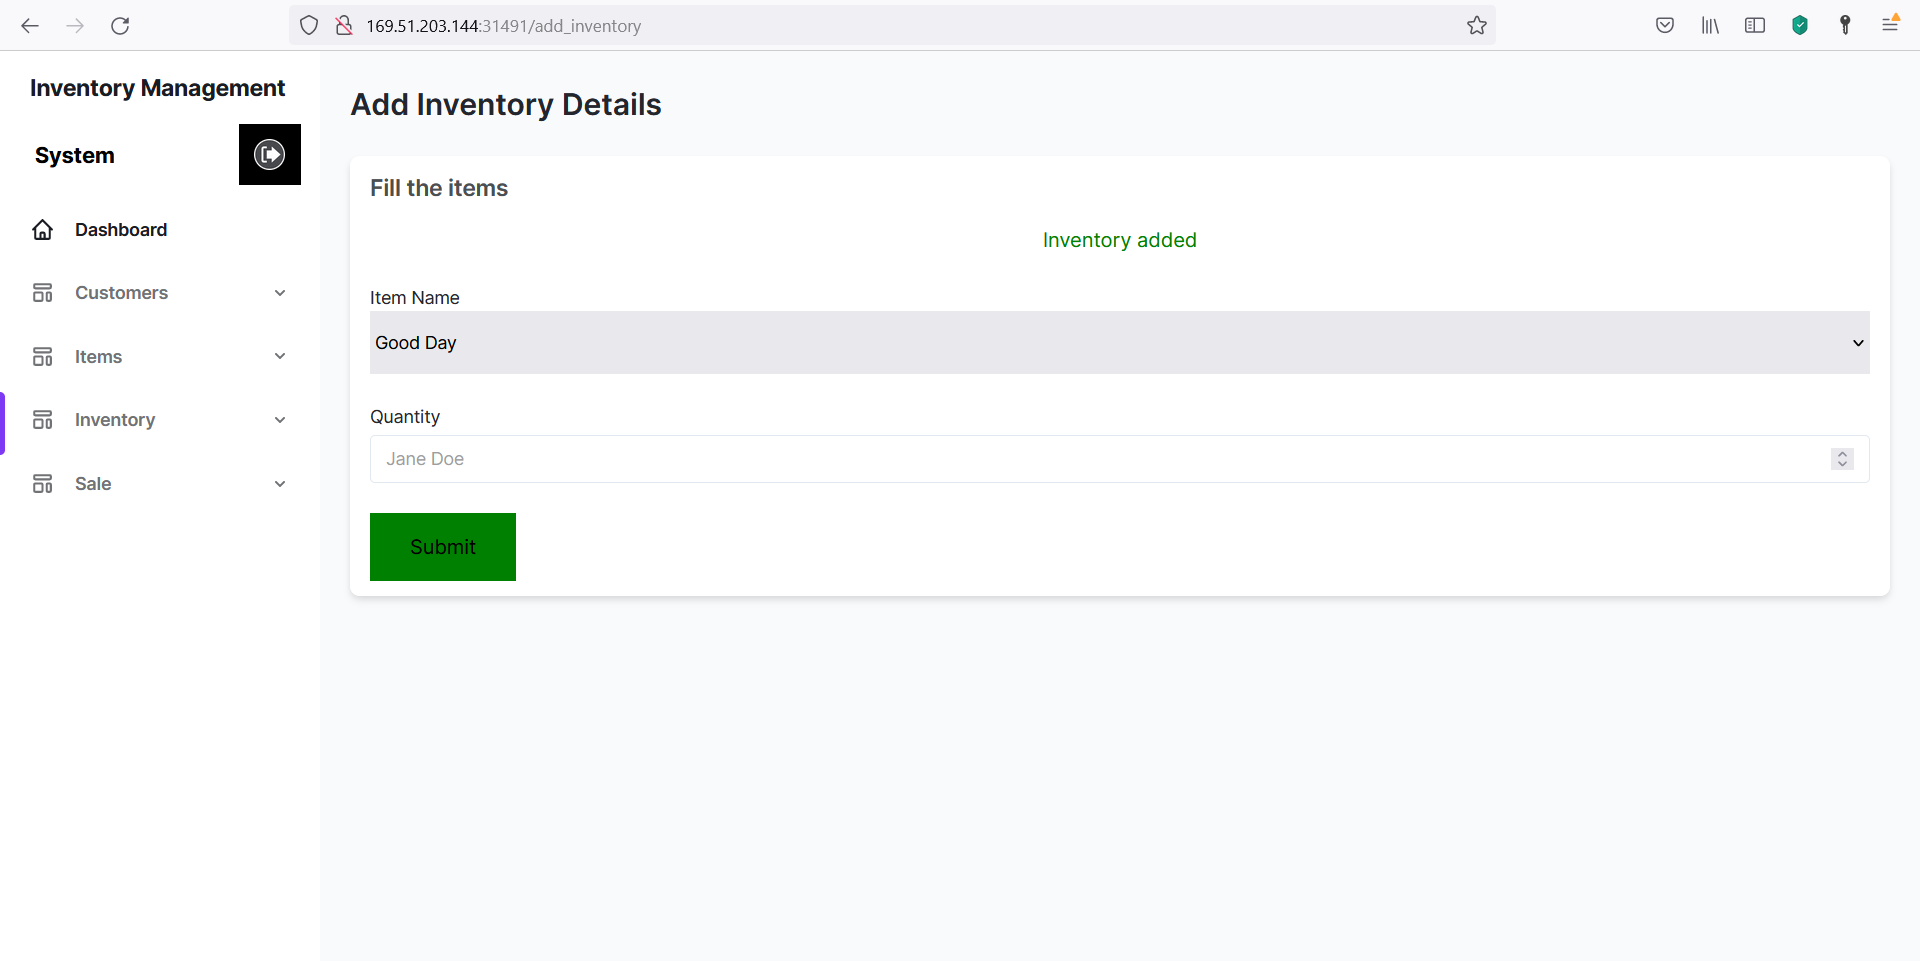 169.51.203.144:31491/add_inventory
Inventory Management
System
Dashboard
Customers
Items
Inventory
Sale
Add Inventory Details
Fill the items
Inventory added
Item Name
Good Day
Quantity
Jane Doe
Submit